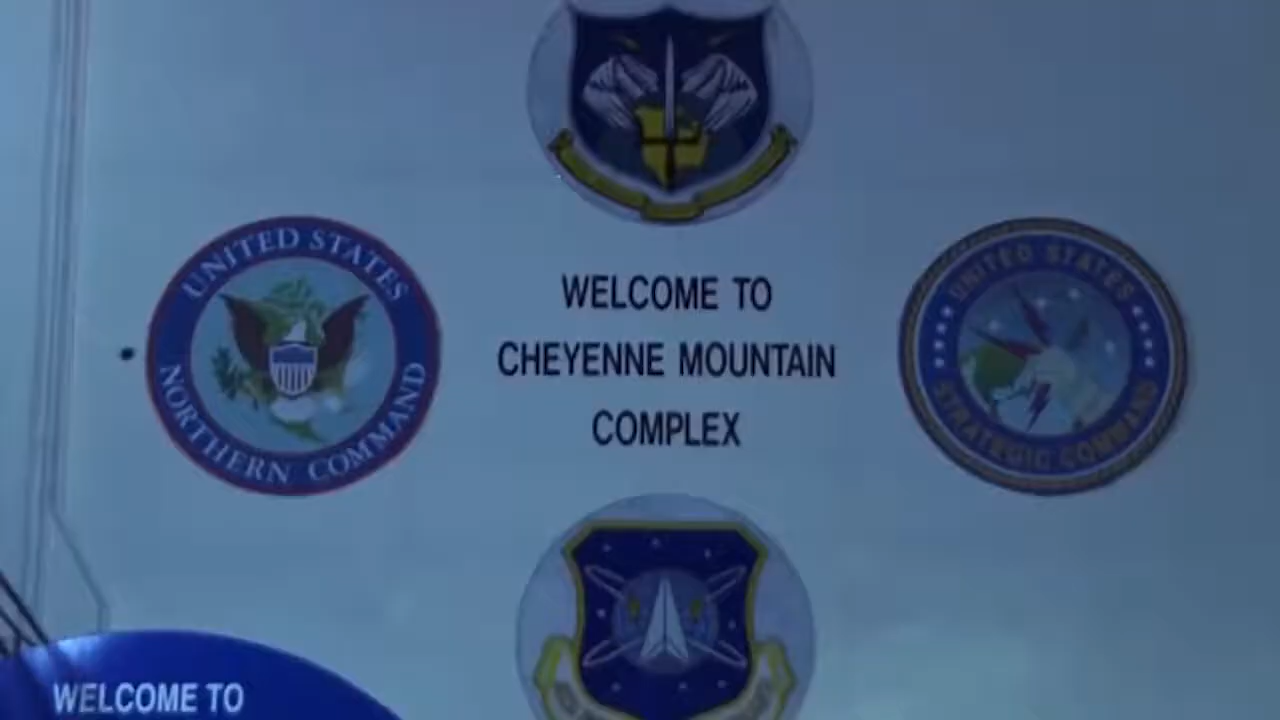 UNITED STATES
NORTHERN COMMAND
WELCOME TO
CHEYENNE MOUNTAIN
COMPLEX
UNITED STATES
STRATEGIC COMMAND
WELCOME TO